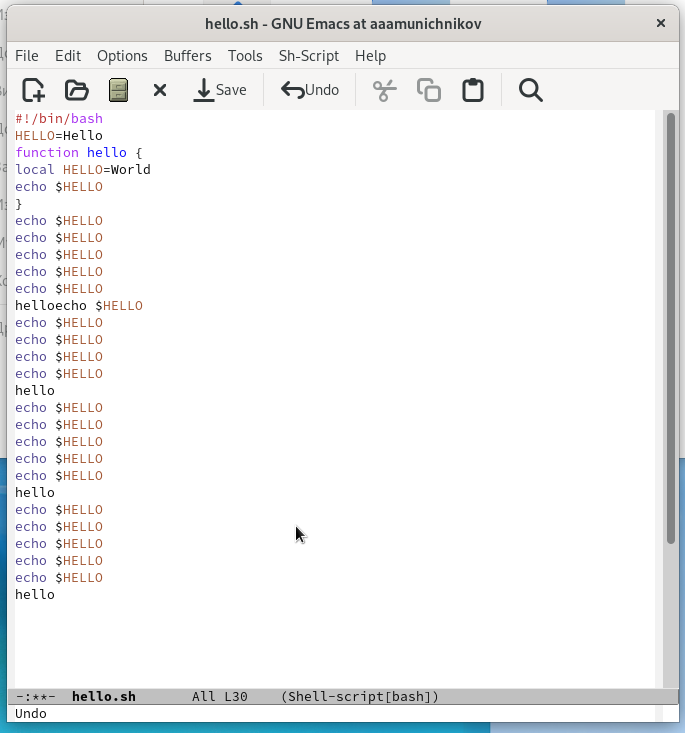 hello.sh - GNU Emacs at aaamunichnikov
File Edit Options Buffers Tools Sh-Script Help
Save Undo
#!/bin/bash
HELLO=Hello
function hello {
local HELLO=World
echo $HELLO
}
echo $HELLO
echo $HELLO
echo $HELLO
echo $HELLO
echo $HELLO
helloecho $HELLO
echo $HELLO
echo $HELLO
echo $HELLO
echo $HELLO
hello
echo $HELLO
echo $HELLO
echo $HELLO
echo $HELLO
echo $HELLO
hello
echo $HELLO
echo $HELLO
echo $HELLO
echo $HELLO
echo $HELLO
hello
-:**- hello.sh All L30 (Shell-script[bash])
Undo